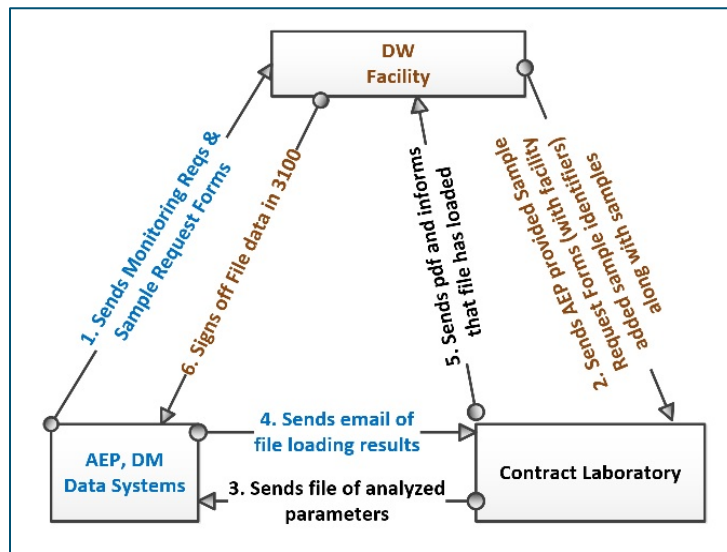 DW
Facility
1. Sends Monitoring Reqs &
Sample Request Forms
6. Signs off File data in 3100
5. Sends pdf and informs
that file has loaded
2. Sends AEP provided Sample
Request Forms (with facility
added sample identifiers)
along with samples
4. Sends email of
file loading results
AEP, DM
Data Systems
3. Sends file of analyzed
parameters
Contract Laboratory